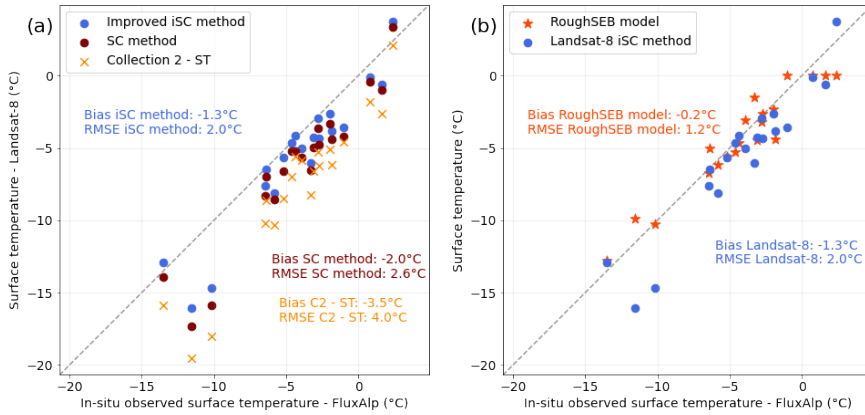 (a)
Improved iSC method
SC method
Collection 2 - ST
Bias iSC method: -1.3°C
RMSE iSC method: 2.0°C
Bias SC method: -2.0°C
RMSE SC method: 2.6°C
Bias C2 - ST: -3.5°C
RMSE C2 - ST: 4.0°C
Surface temperature - Landsat-8 (°C)
0
−5
−10
−15
−20
−20
−15
−10
−5
0
In-situ observed surface temperature - FluxAlp (°C)
(b)
RoughSEB model
Landsat-8 iSC method
Bias RoughSEB model: -0.2°C
RMSE RoughSEB model: 1.2°C
Bias Landsat-8: -1.3°C
RMSE Landsat-8: 2.0°C
Surface temperature (°C)
0
−5
−10
−15
−20
−20
−15
−10
−5
0
In-situ observed surface temperature - FluxAlp (°C)